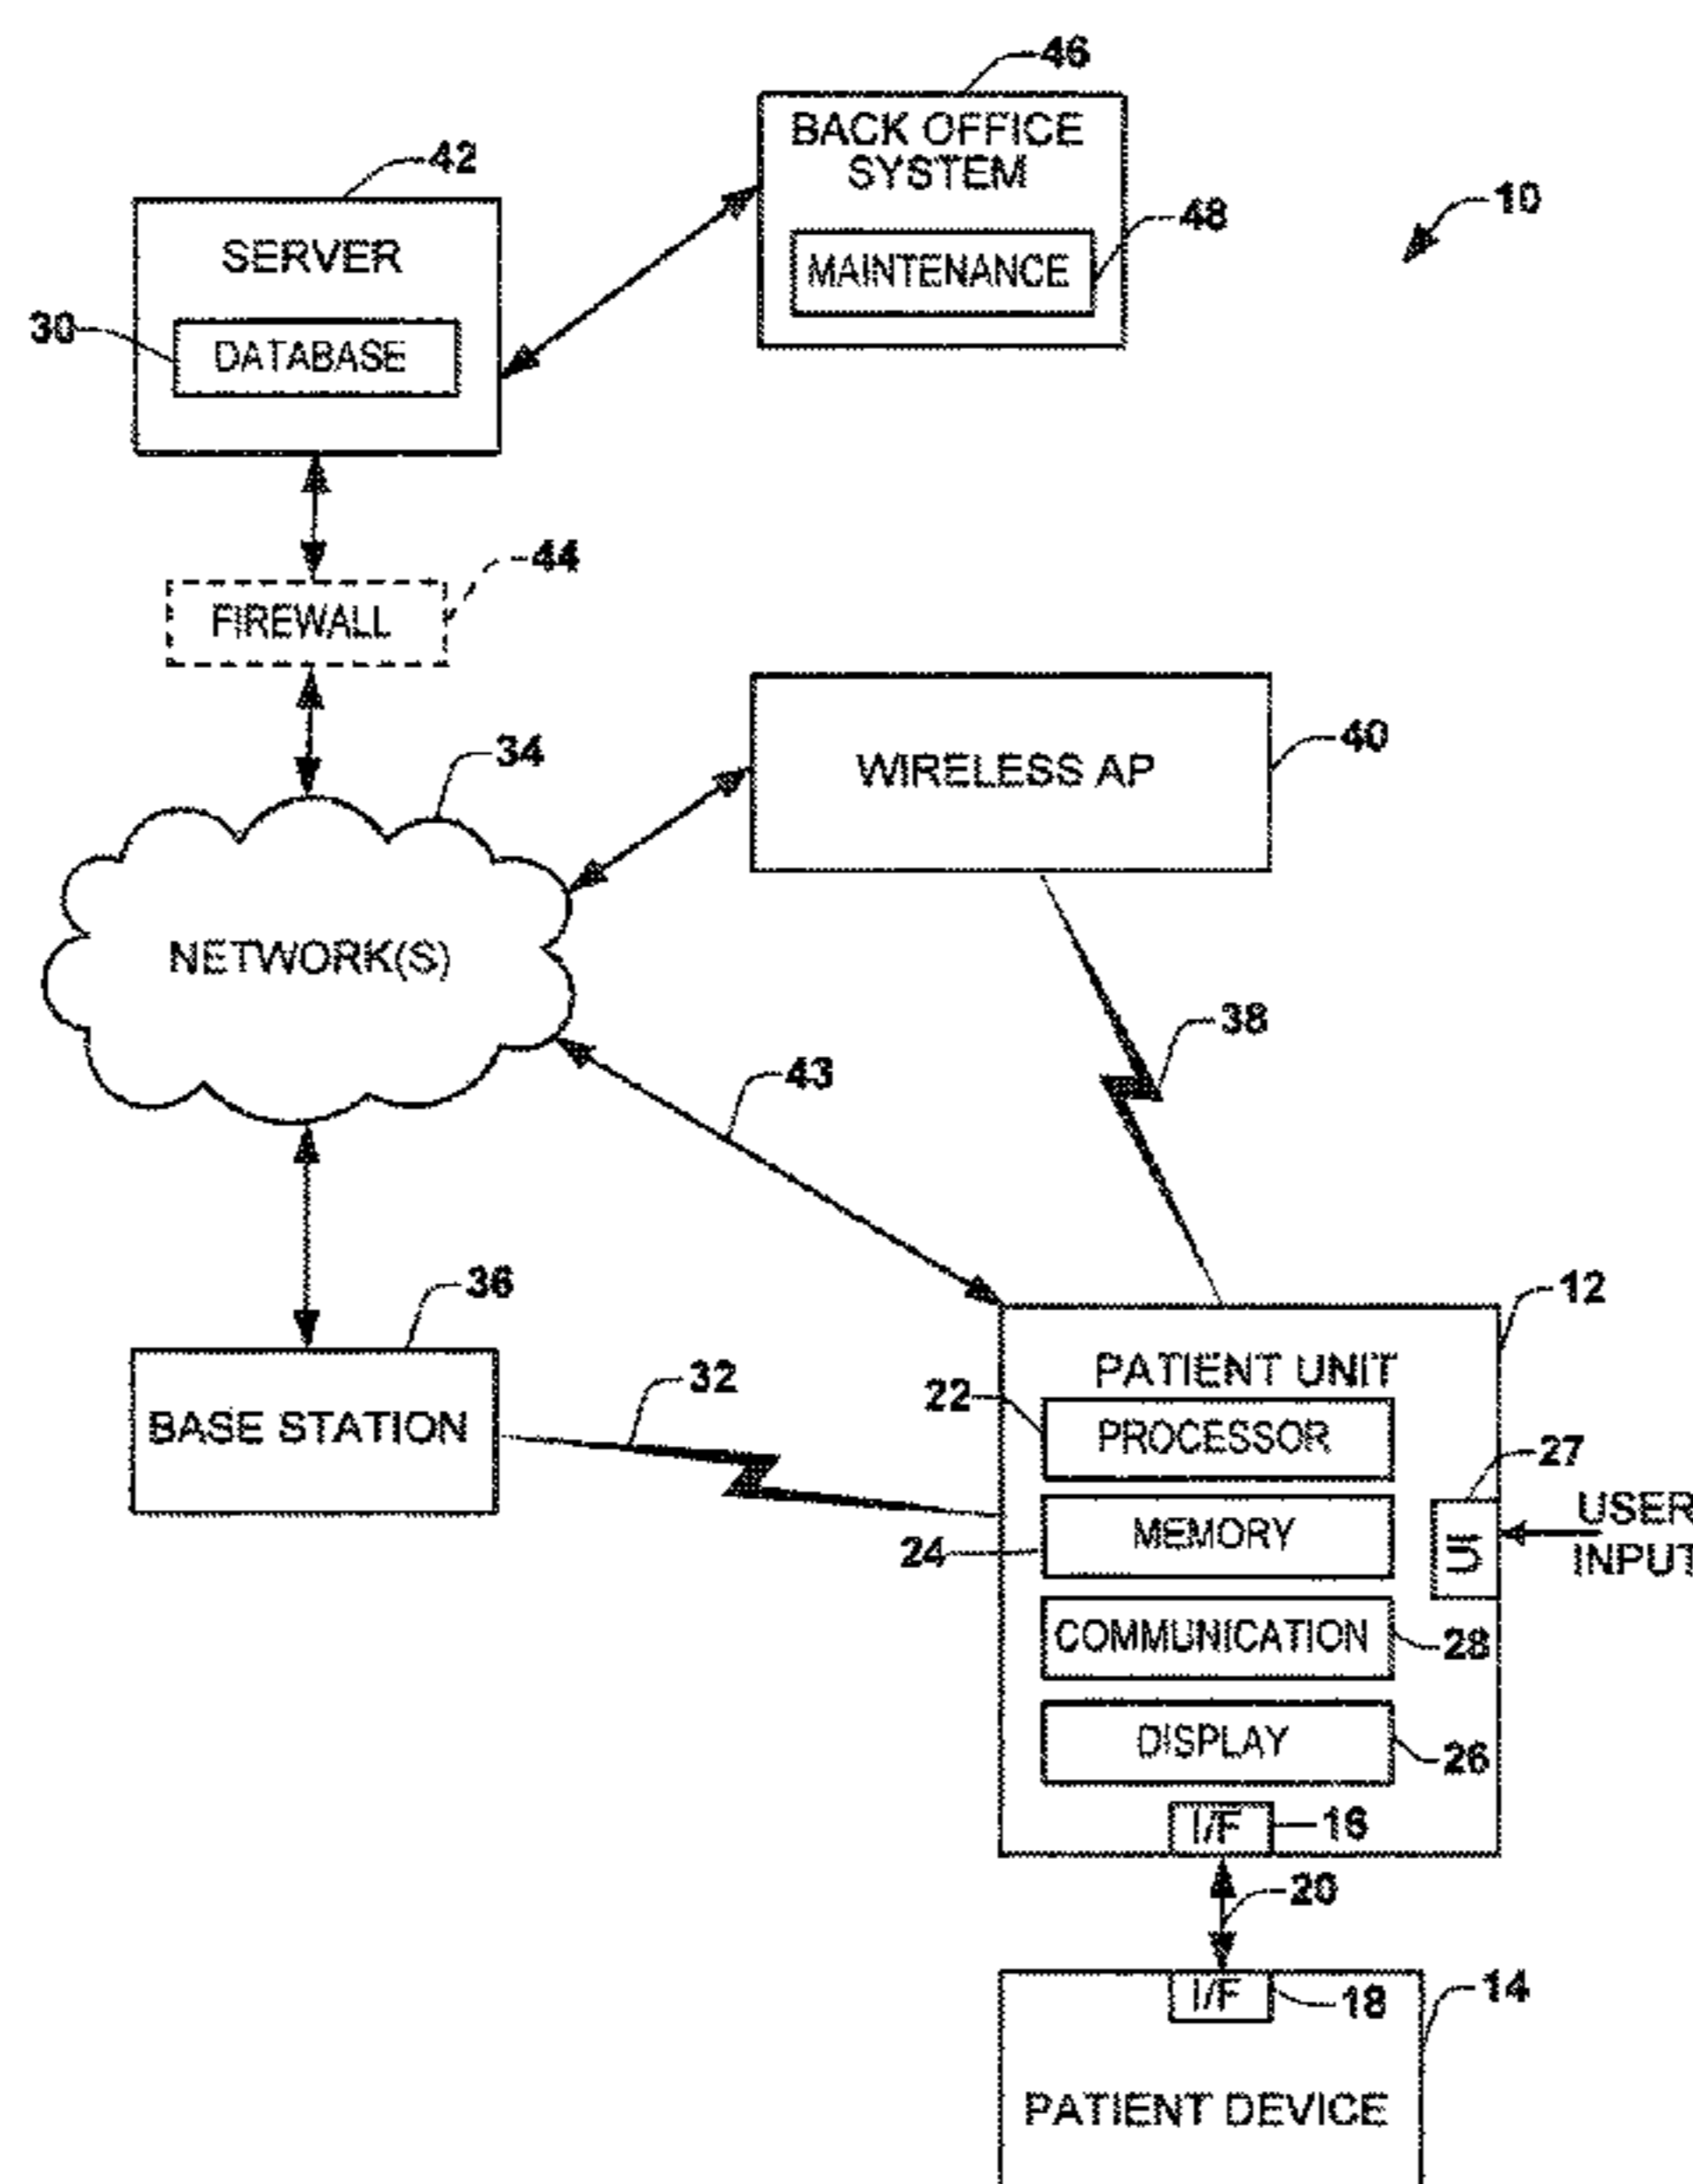 46
BACK OFFICE
SYSTEM
48
MAINTENANCE
10
42
SERVER
30
DATABASE
44
FIREWALL
34
NETWORK(S)
40
WIRELESS AP
38
43
36
BASE STATION
32
12
PATIENT UNIT
22
PROCESSOR
24
MEMORY
27
UI
USER
INPUT
COMMUNICATION
28
DISPLAY
26
I/F
16
20
I/F
18
14
PATIENT DEVICE